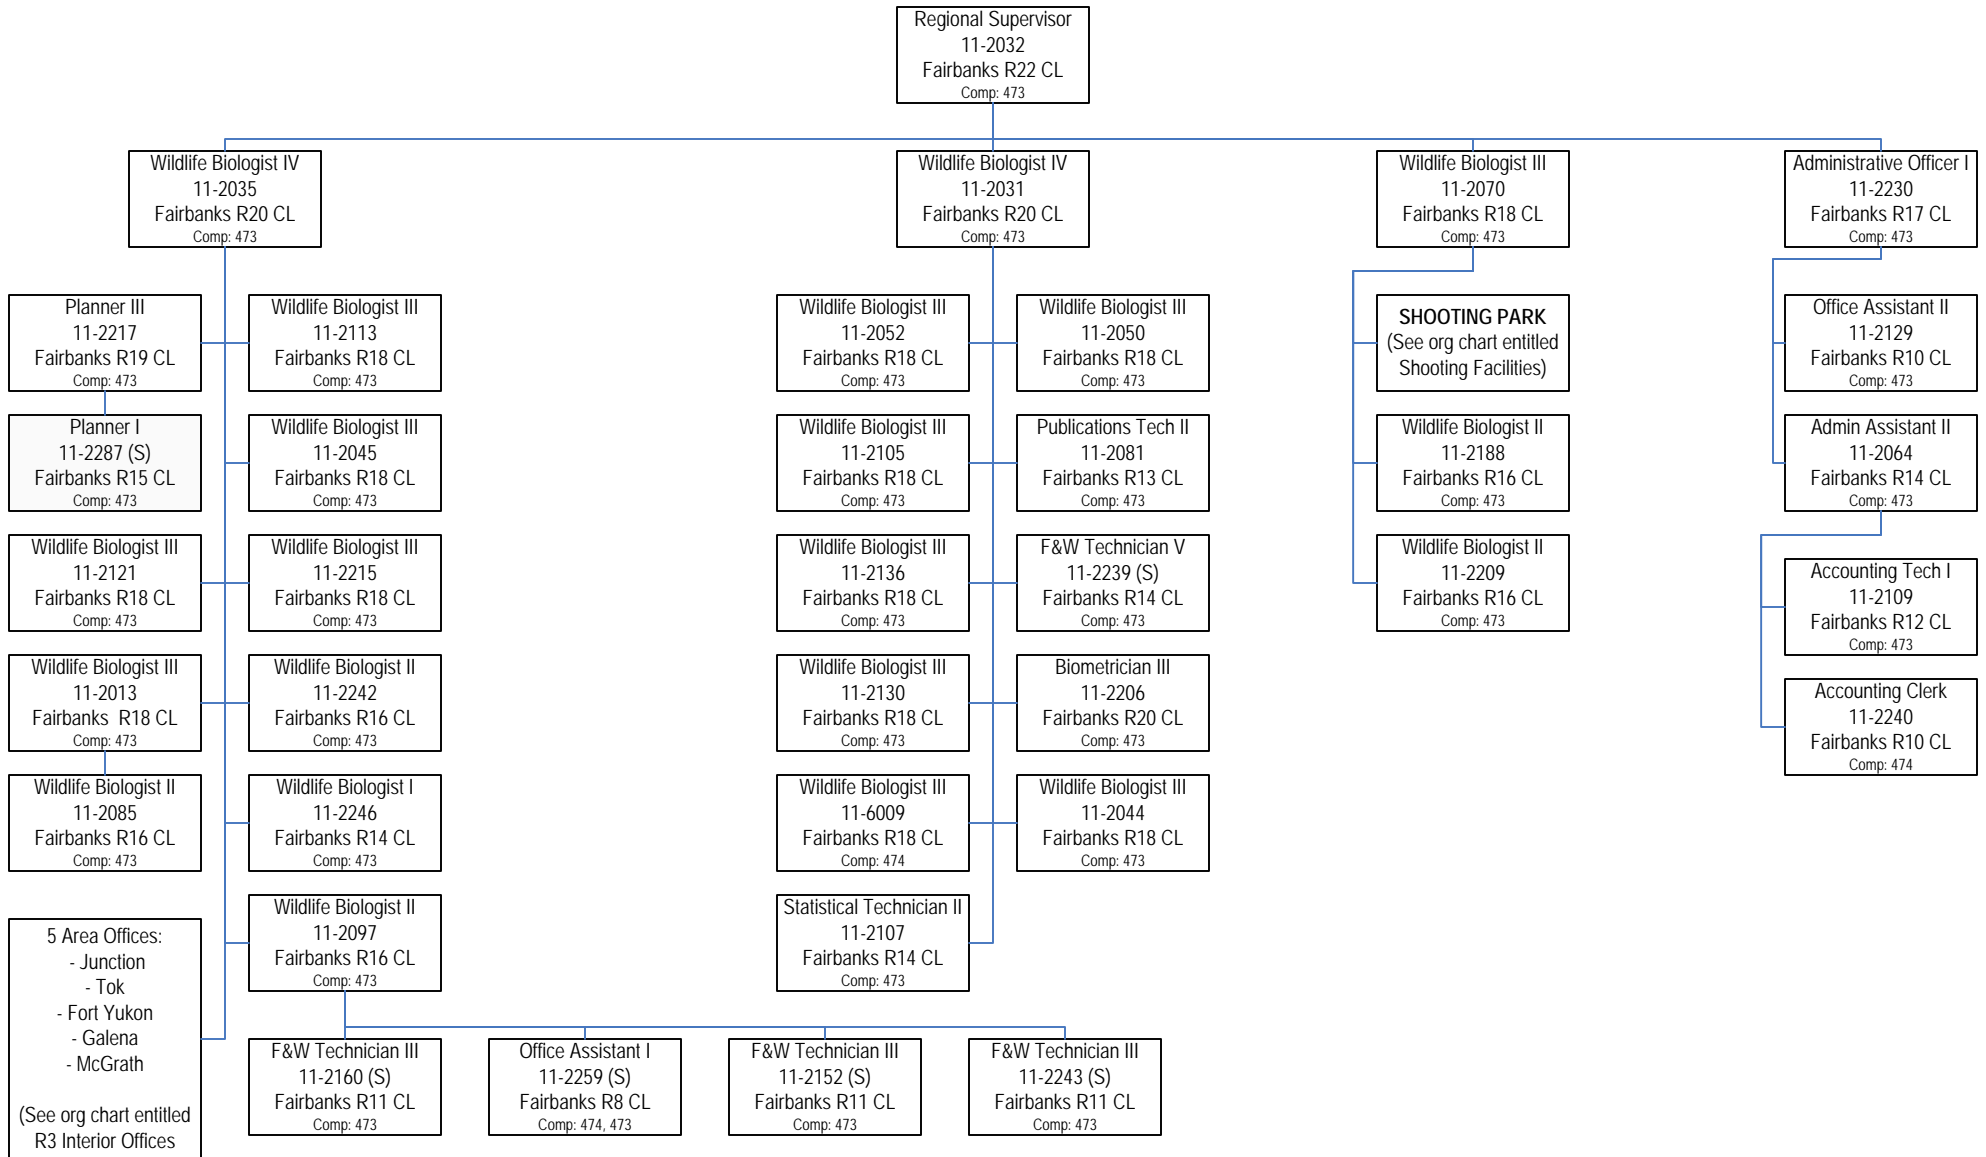 Regional Supervisor
11-2032
Fairbanks R22 CL
Comp: 473
Wildlife Biologist IV
11-2035
Fairbanks R20 CL
Comp: 473
Wildlife Biologist IV
11-2031
Fairbanks R20 CL
Comp: 473
Wildlife Biologist III
11-2070
Fairbanks R18 CL
Comp: 473
Administrative Officer I
11-2230
Fairbanks R17 CL
Comp: 473
Planner III
11-2217
Fairbanks R19 CL
Comp: 473
Wildlife Biologist III
11-2113
Fairbanks R18 CL
Comp: 473
Wildlife Biologist III
11-2052
Fairbanks R18 CL
Comp: 473
Wildlife Biologist III
11-2050
Fairbanks R18 CL
Comp: 473
SHOOTING PARK
(See org chart entitled
Shooting Facilities)
Office Assistant II
11-2129
Fairbanks R10 CL
Comp: 473
Planner I
11-2287 (S)
Fairbanks R15 CL
Comp: 473
Wildlife Biologist III
11-2045
Fairbanks R18 CL
Comp: 473
Wildlife Biologist III
11-2105
Fairbanks R18 CL
Comp: 473
Publications Tech II
11-2081
Fairbanks R13 CL
Comp: 473
Wildlife Biologist II
11-2188
Fairbanks R16 CL
Comp: 473
Admin Assistant II
11-2064
Fairbanks R14 CL
Comp: 473
Wildlife Biologist III
11-2121
Fairbanks R18 CL
Comp: 473
Wildlife Biologist III
11-2215
Fairbanks R18 CL
Comp: 473
Wildlife Biologist III
11-2136
Fairbanks R18 CL
Comp: 473
F&W Technician V
11-2239 (S)
Fairbanks R14 CL
Comp: 473
Wildlife Biologist II
11-2209
Fairbanks R16 CL
Comp: 473
Accounting Tech I
11-2109
Fairbanks R12 CL
Comp: 473
Wildlife Biologist III
11-2013
Fairbanks R18 CL
Comp: 473
Wildlife Biologist II
11-2242
Fairbanks R16 CL
Comp: 473
Wildlife Biologist III
11-2130
Fairbanks R18 CL
Comp: 473
Biometrician III
11-2206
Fairbanks R20 CL
Comp: 473
Accounting Clerk
11-2240
Fairbanks R10 CL
Comp: 474
Wildlife Biologist II
11-2085
Fairbanks R16 CL
Comp: 473
Wildlife Biologist I
11-2246
Fairbanks R14 CL
Comp: 473
Wildlife Biologist III
11-6009
Fairbanks R18 CL
Comp: 474
Wildlife Biologist III
11-2044
Fairbanks R18 CL
Comp: 473
5 Area Offices:
- Junction
- Tok
- Fort Yukon
- Galena
- McGrath
(See org chart entitled
R3 Interior Offices
Wildlife Biologist II
11-2097
Fairbanks R16 CL
Comp: 473
Statistical Technician II
11-2107
Fairbanks R14 CL
Comp: 473
F&W Technician III
11-2160 (S)
Fairbanks R11 CL
Comp: 473
Office Assistant I
11-2259 (S)
Fairbanks R8 CL
Comp: 474, 473
F&W Technician III
11-2152 (S)
Fairbanks R11 CL
Comp: 473
F&W Technician III
11-2243 (S)
Fairbanks R11 CL
Comp: 473